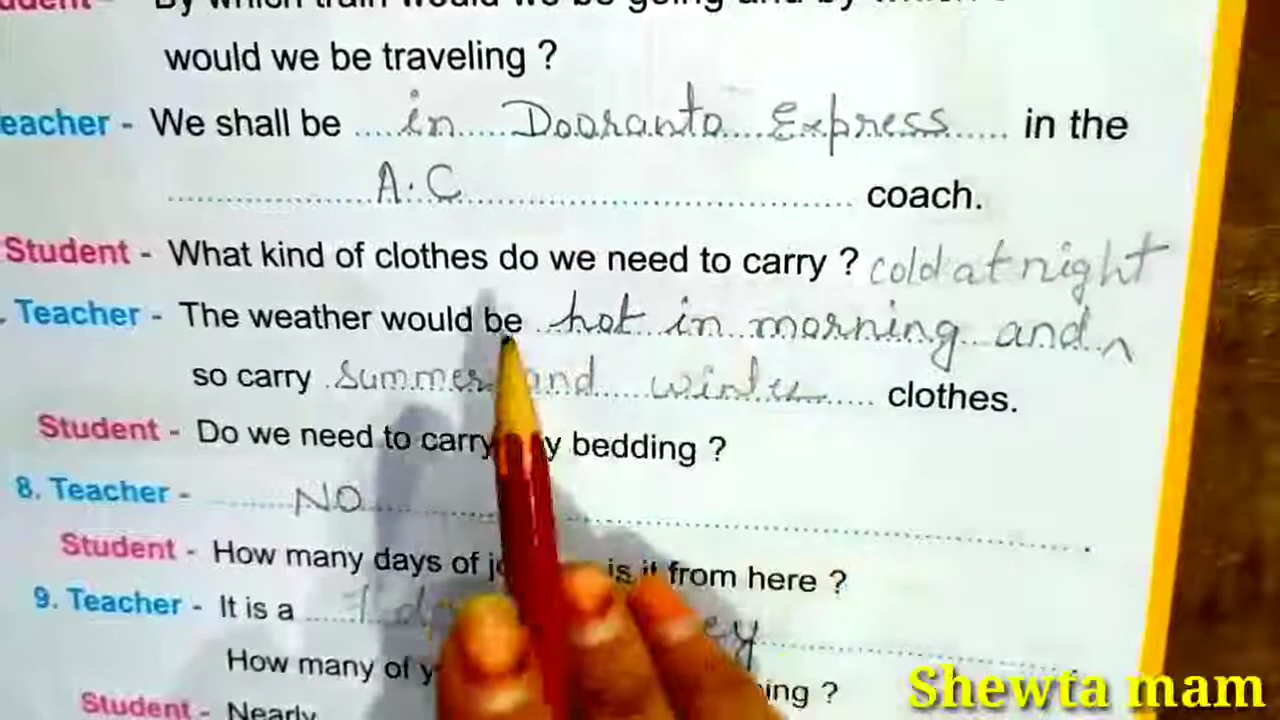 would we be traveling ?
eacher - We shall be .....in..... Dooranto....Express...... in the
A.C coach.
Student - What kind of clothes do we need to carry ? cold at night
Teacher - The weather would be ..hot in morning and
so carry .summer and winter clothes.
Student - Do we need to carry bedding ?
8. Teacher - NO
Student - How many days of is it from here ?
9. Teacher - It is a
How many of
Student - Nearly
Shewta mam